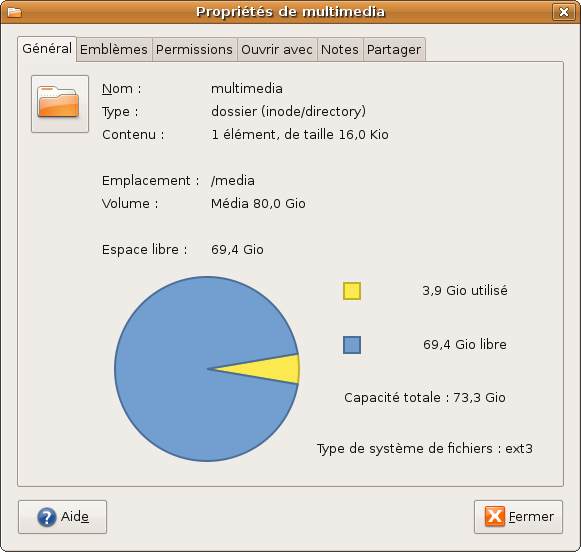 Propriétés de multimedia
Général
Emblèmes
Permissions
Ouvrir avec
Notes
Partager
Nom : multimedia
Type : dossier (inode/directory)
Contenu : 1 élément, de taille 16,0 Kio
Emplacement : /media
Volume : Média 80,0 Gio
Espace libre : 69,4 Gio
3,9 Gio utilisé
69,4 Gio libre
Capacité totale : 73,3 Gio
Type de système de fichiers : ext3
Aide
Fermer